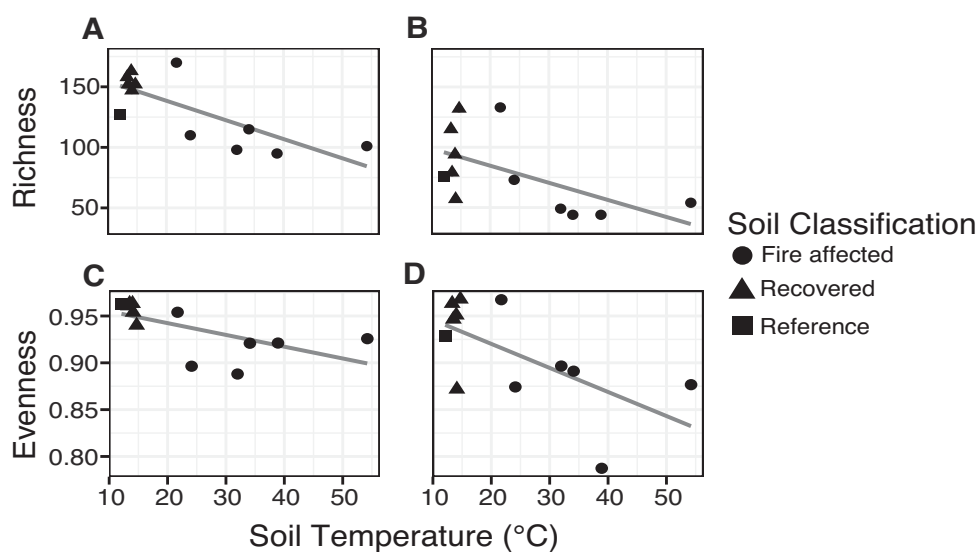 A
B
Richness
150
100
50
C
D
Evenness
0.95
0.90
0.85
0.80
10 20 30 40 50
10 20 30 40 50
Soil Temperature (°C)
Soil Classification
Fire affected
Recovered
Reference